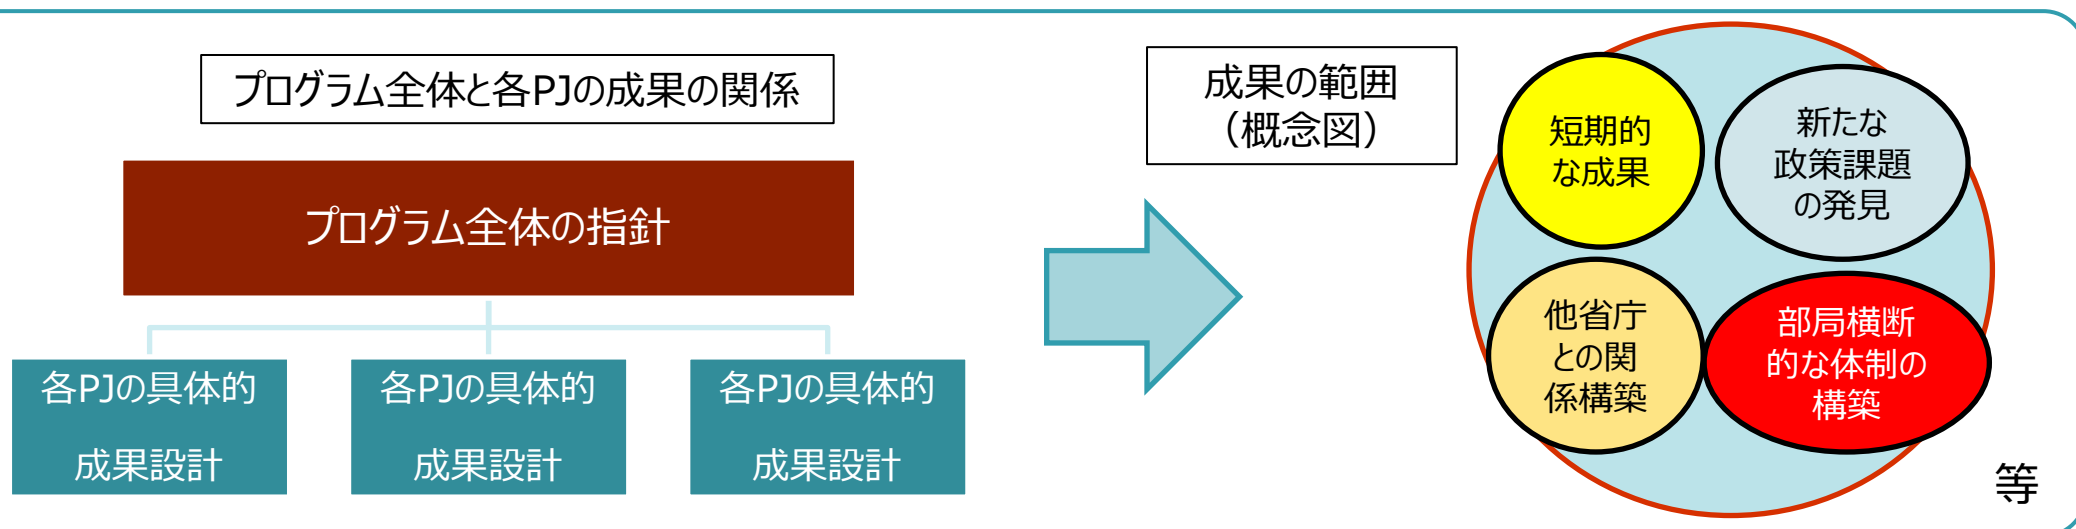 プログラム全体と各PJの成果の関係
プログラム全体の指針
各PJの具体的
成果設計
各PJの具体的
成果設計
各PJの具体的
成果設計
成果の範囲
（概念図）
短期的
な成果
新たな
政策課題
の発見
他省庁
との関
係構築
部局横断
的な体制の
構築
等